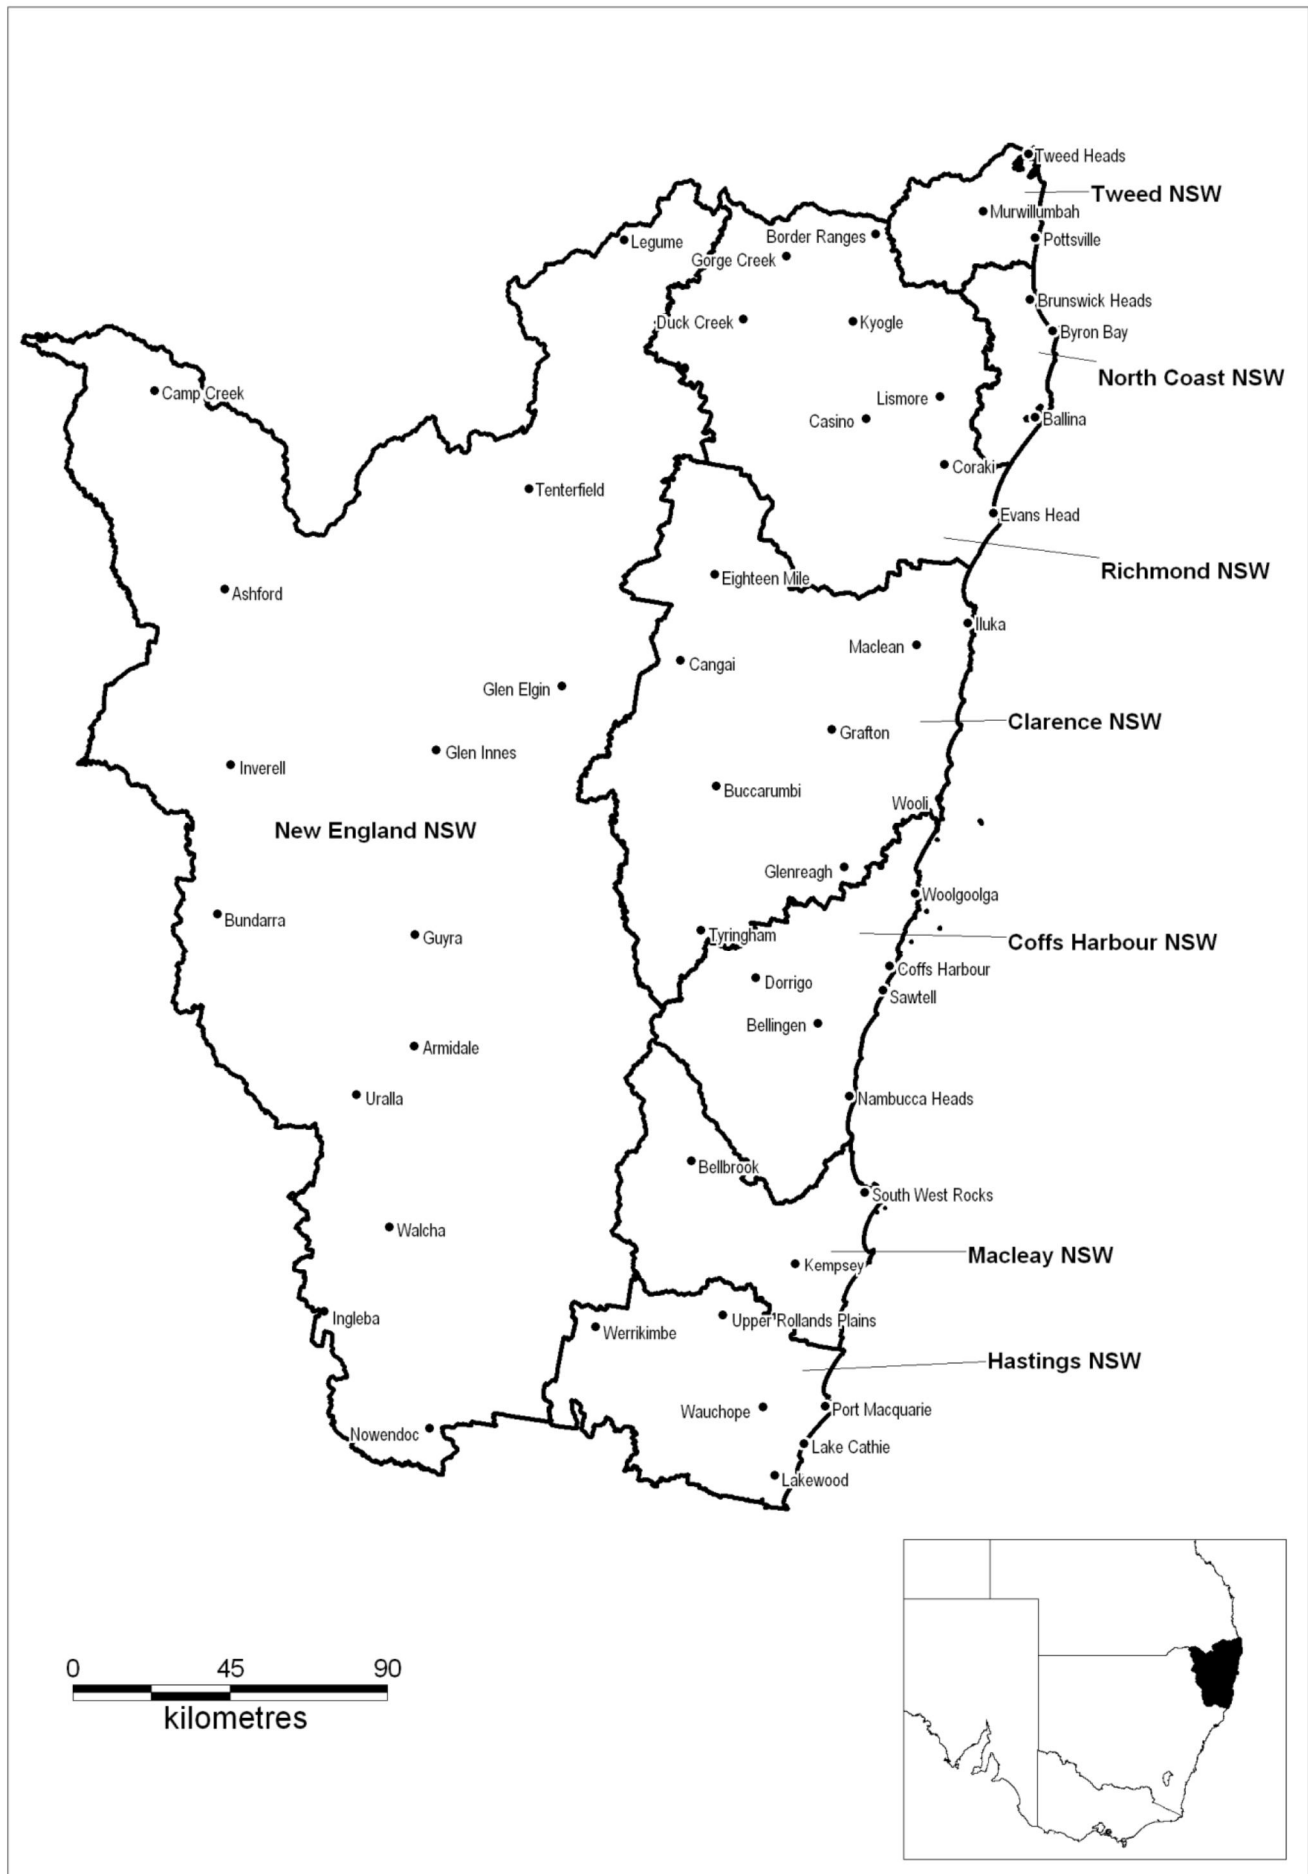 Tweed Heads
Tweed NSW
Murwillumbah
Border Ranges
Pottsville
Legume
Gorge Creek
Brunswick Heads
Duck Creek
Kyogle
Byron Bay
North Coast NSW
Camp Creek
Lismore
Casino
Ballina
Coraki
Tenterfield
Evans Head
Richmond NSW
Eighteen Mile
Ashford
Iluka
Maclean
Cangai
Glen Elgin
Clarence NSW
Grafton
Glen Innes
Inverell
Buccarumbi
Wooli
New England NSW
Glenreagh
Woolgoolga
Bundarra
Guyra
Tyringham
Coffs Harbour NSW
Coffs Harbour
Dorrigo
Sawtell
Bellingen
Armidale
Uralla
Nambucca Heads
Bellbrook
South West Rocks
Walcha
Macleay NSW
Kempsey
Ingleba
Upper Rollands Plains
Werrikimbe
Hastings NSW
Wauchope
Port Macquarie
Nowendoc
Lake Cathie
Lakewood
0 45 90
kilometres